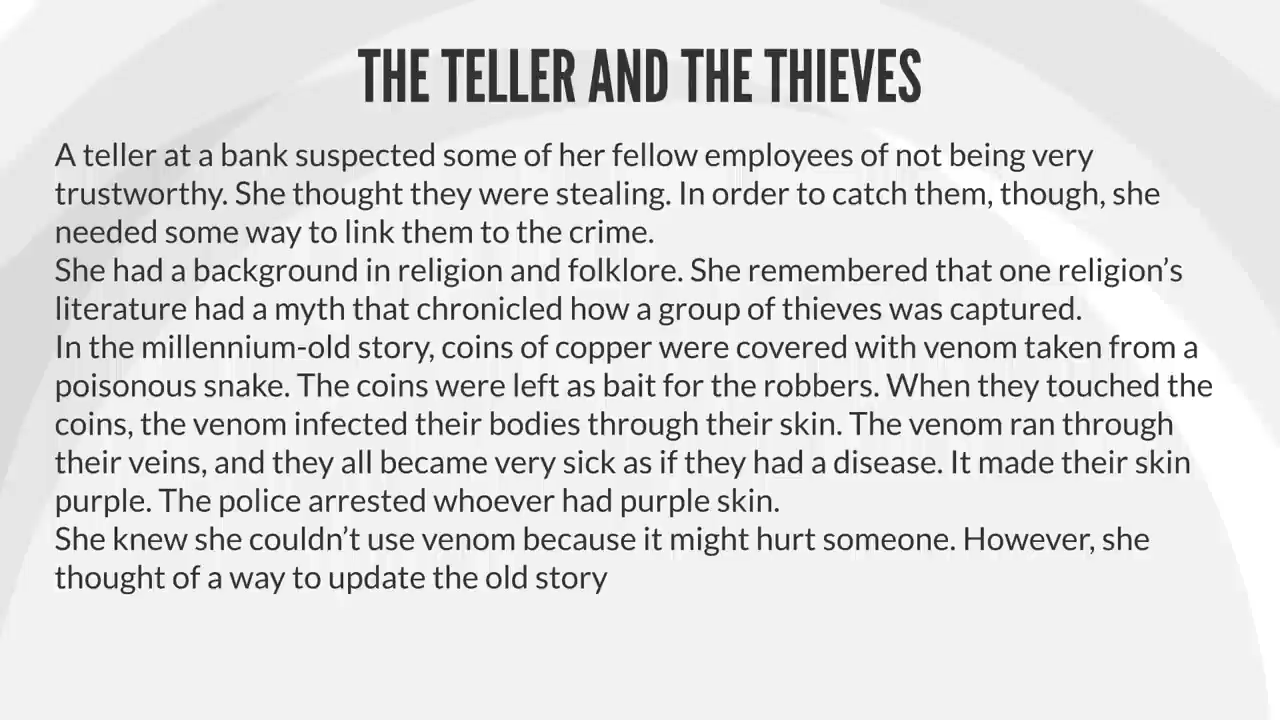 THE TELLER AND THE THIEVES
A teller at a bank suspected some of her fellow employees of not being very
trustworthy. She thought they were stealing. In order to catch them, though, she
needed some way to link them to the crime.
She had a background in religion and folklore. She remembered that one religion’s
literature had a myth that chronicled how a group of thieves was captured.
In the millennium-old story, coins of copper were covered with venom taken from a
poisonous snake. The coins were left as bait for the robbers. When they touched the
coins, the venom infected their bodies through their skin. The venom ran through
their veins, and they all became very sick as if they had a disease. It made their skin
purple. The police arrested whoever had purple skin.
She knew she couldn’t use venom because it might hurt someone. However, she
thought of a way to update the old story